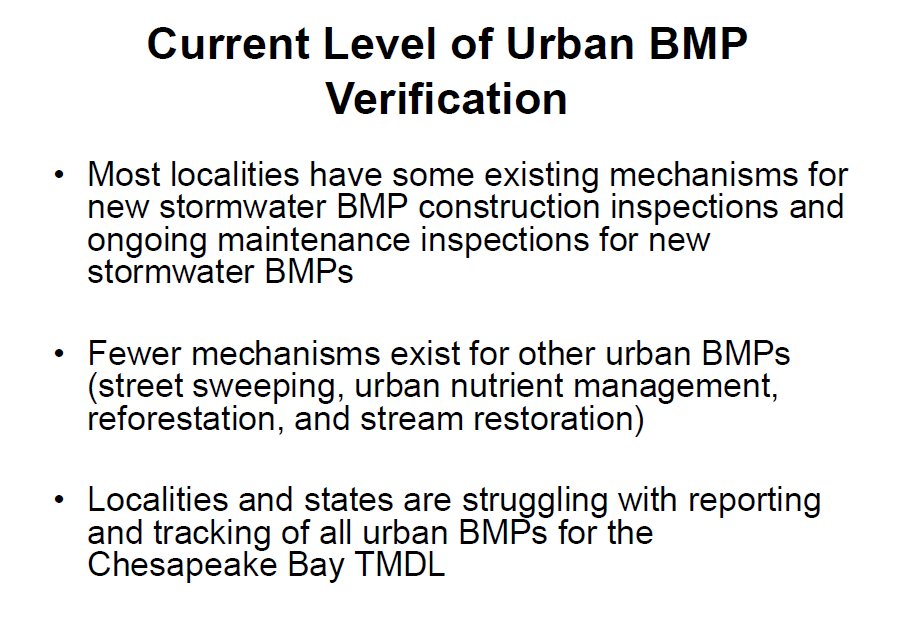 Current Level of Urban BMP
Verification
• Most localities have some existing mechanisms for
new stormwater BMP construction inspections and
ongoing maintenance inspections for new
stormwater BMPs
• Fewer mechanisms exist for other urban BMPs
(street sweeping, urban nutrient management,
reforestation, and stream restoration)
• Localities and states are struggling with reporting
and tracking of all urban BMPs for the
Chesapeake Bay TMDL